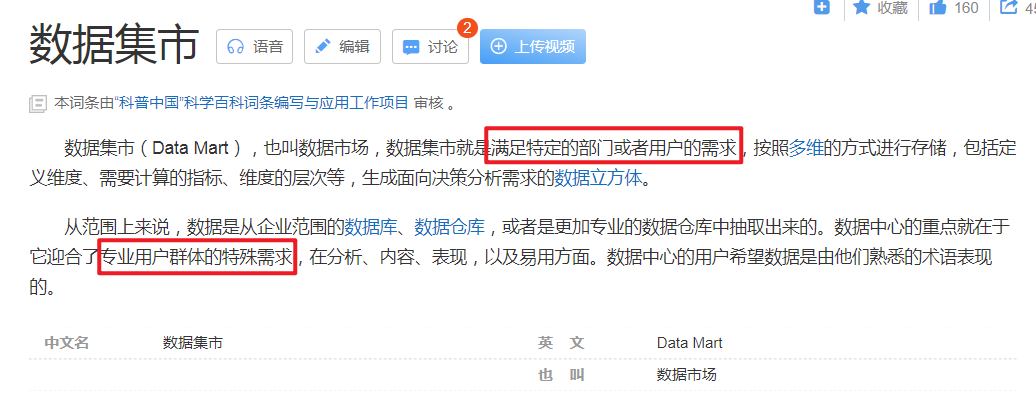 收藏 160 45
数据集市 语音 编辑 讨论 2 上传视频
本词条由“科普中国”科学百科词条编写与应用工作项目 审核 。
数据集市（Data Mart），也叫数据市场，数据集市就是满足特定的部门或者用户的需求，按照多维的方式进行存储，包括定
义维度、需要计算的指标、维度的层次等，生成面向决策分析需求的数据立方体。
从范围上来说，数据是从企业范围的数据库、数据仓库，或者是更加专业的数据仓库中抽取出来的。数据中心的重点就在于
它迎合了专业用户群体的特殊需求，在分析、内容、表现，以及易用方面。数据中心的用户希望数据是由他们熟悉的术语表现
的。
中文名 数据集市 英 文 Data Mart
也 叫 数据市场